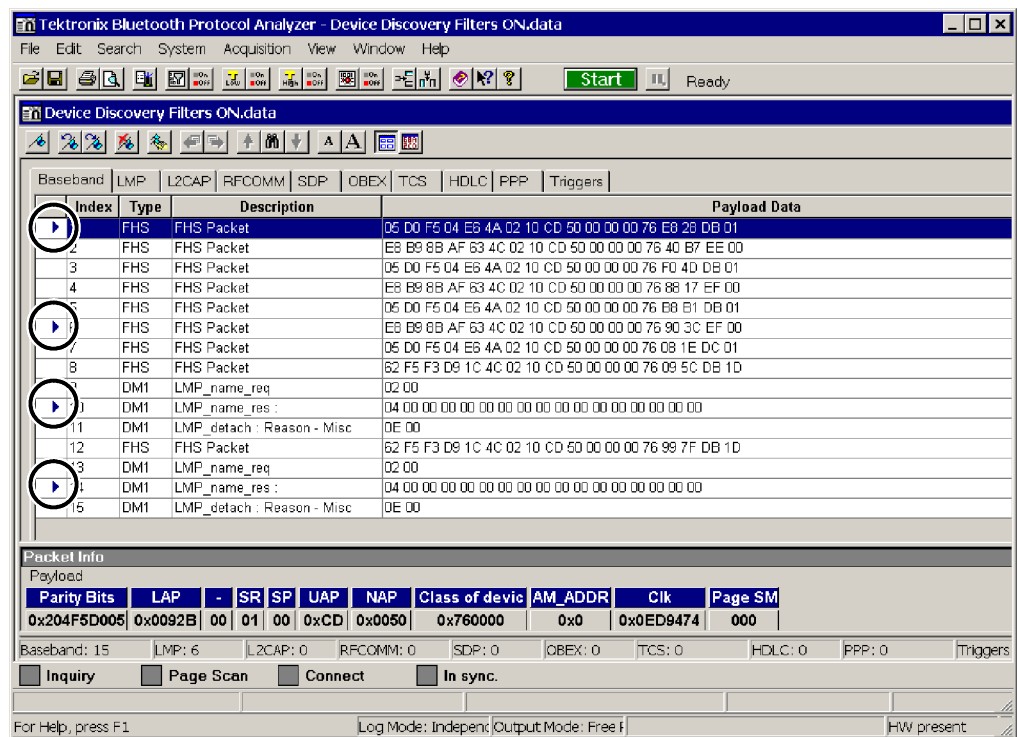 Tektronix Bluetooth Protocol Analyzer - Device Discovery Filters ON.data
File Edit Search System Acquisition View Window Help
Start Ready
Device Discovery Filters ON.data
Baseband LMP L2CAP RFCOMM SDP OBEX TCS HDLC PPP Triggers
Index Type Description Payload Data
FHS FHS Packet 05 D0 F5 04 E6 4A 02 10 CD 50 00 00 00 76 E8 28 DB 01
2 FHS FHS Packet E8 B9 8B AF 63 4C 02 10 CD 50 00 00 00 76 40 B7 EE 00
3 FHS FHS Packet 05 D0 F5 04 E6 4A 02 10 CD 50 00 00 00 76 F0 4D DB 01
4 FHS FHS Packet E8 B9 8B AF 63 4C 02 10 CD 50 00 00 00 76 88 17 EF 00
5 FHS FHS Packet 05 D0 F5 04 E6 4A 02 10 CD 50 00 00 00 76 B8 B1 DB 01
6 FHS FHS Packet E8 B9 8B AF 63 4C 02 10 CD 50 00 00 00 76 90 3C EF 00
7 FHS FHS Packet 05 D0 F5 04 E6 4A 02 10 CD 50 00 00 00 76 08 1E DC 01
8 FHS FHS Packet 62 F5 F3 D9 1C 4C 02 10 CD 50 00 00 00 76 09 5C DB 1D
9 DM1 LMP_name_req 02 00
10 DM1 LMP_name_res : 04 00 00 00 00 00 00 00 00 00 00 00 00 00 00 00 00
11 DM1 LMP_detach : Reason - Misc 0E 00
12 FHS FHS Packet 62 F5 F3 D9 1C 4C 02 10 CD 50 00 00 00 76 99 7F DB 1D
13 DM1 LMP_name_req 02 00
14 DM1 LMP_name_res : 04 00 00 00 00 00 00 00 00 00 00 00 00 00 00 00 00
15 DM1 LMP_detach : Reason - Misc 0E 00
Packet Info
Payload
Parity Bits LAP - SR SP UAP NAP Class of devic AM_ADDR Clk Page SM
0x204F5D005 0x0092B 00 01 00 0xCD 0x0050 0x760000 0x0 0x0ED9474 000
Baseband: 15 LMP: 6 L2CAP: 0 RFCOMM: 0 SDP: 0 OBEX: 0 TCS: 0 HDLC: 0 PPP: 0 Triggers
Inquiry Page Scan Connect In sync.
For Help, press F1 Log Mode: Independ Output Mode: Free F HW present